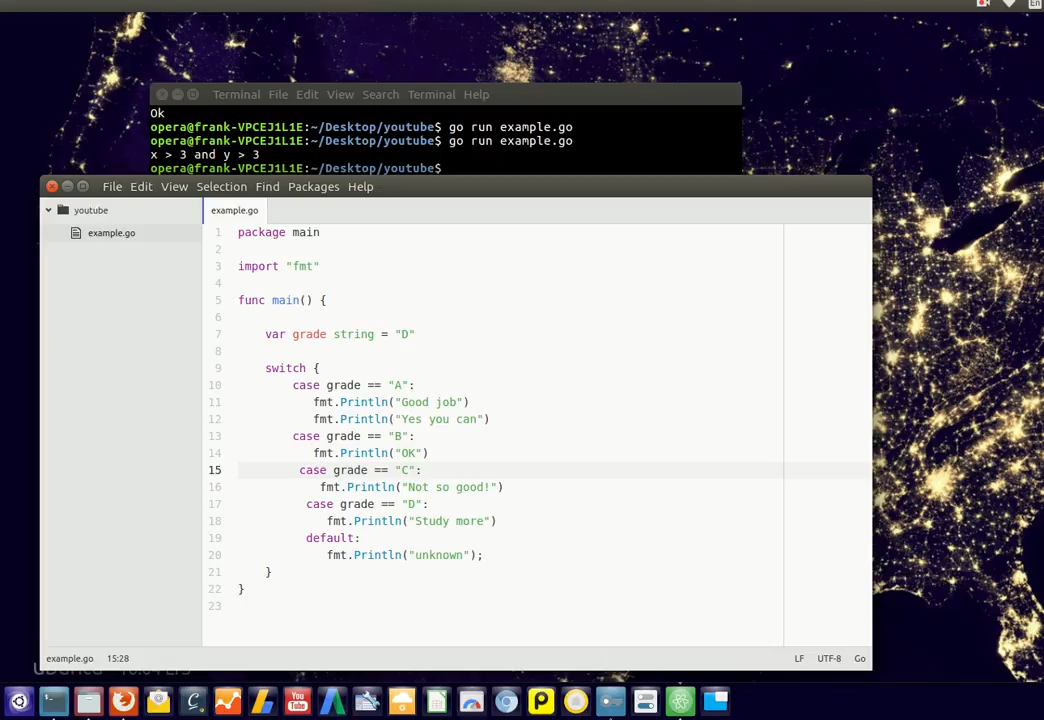 En
Terminal File Edit View Search Terminal Help
Ok
opera@frank-VPCEJ1L1E:~/Desktop/youtube$ go run example.go
opera@frank-VPCEJ1L1E:~/Desktop/youtube$ go run example.go
x > 3 and y > 3
opera@frank-VPCEJ1L1E:~/Desktop/youtube$
File Edit View Selection Find Packages Help
youtube
example.go
example.go
1 package main
2
3 import "fmt"
4
5 func main() {
6
7 var grade string = "D"
8
9 switch {
10 case grade == "A":
11 fmt.Println("Good job")
12 fmt.Println("Yes you can")
13 case grade == "B":
14 fmt.Println("OK")
15 case grade == "C":
16 fmt.Println("Not so good!")
17 case grade == "D":
18 fmt.Println("Study more")
19 default:
20 fmt.Println("unknown");
21 }
22 }
23
example.go 15:28 LF UTF-8 Go
You
Tube